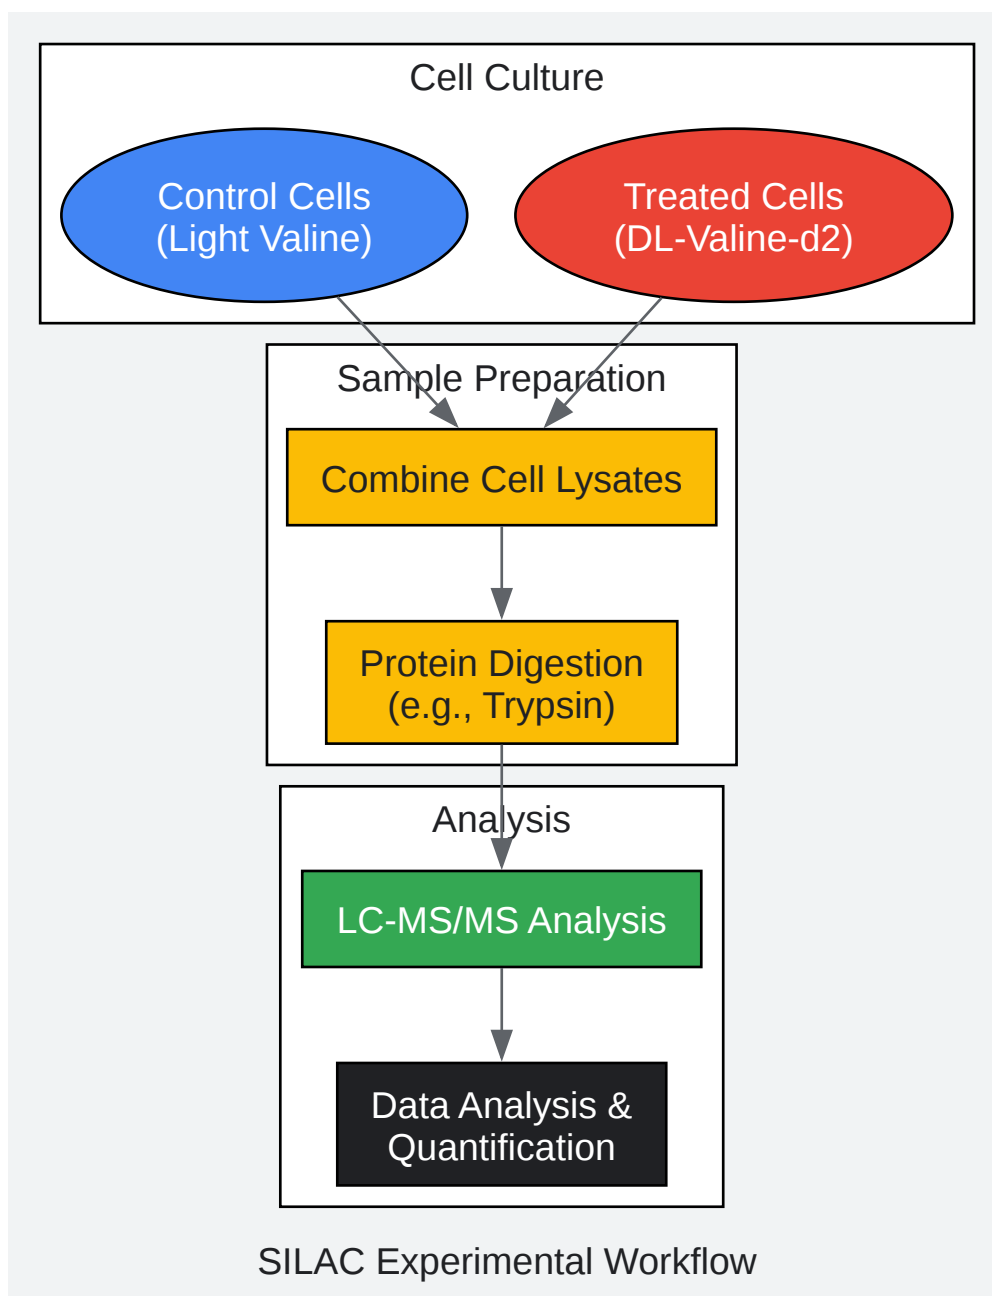 Cell Culture
Control Cells
(Light Valine)
Treated Cells
(DL-Valine-d2)
Sample Preparation
Combine Cell Lysates
Protein Digestion
(e.g., Trypsin)
Analysis
LC-MS/MS Analysis
Data Analysis &
Quantification
SILAC Experimental Workflow